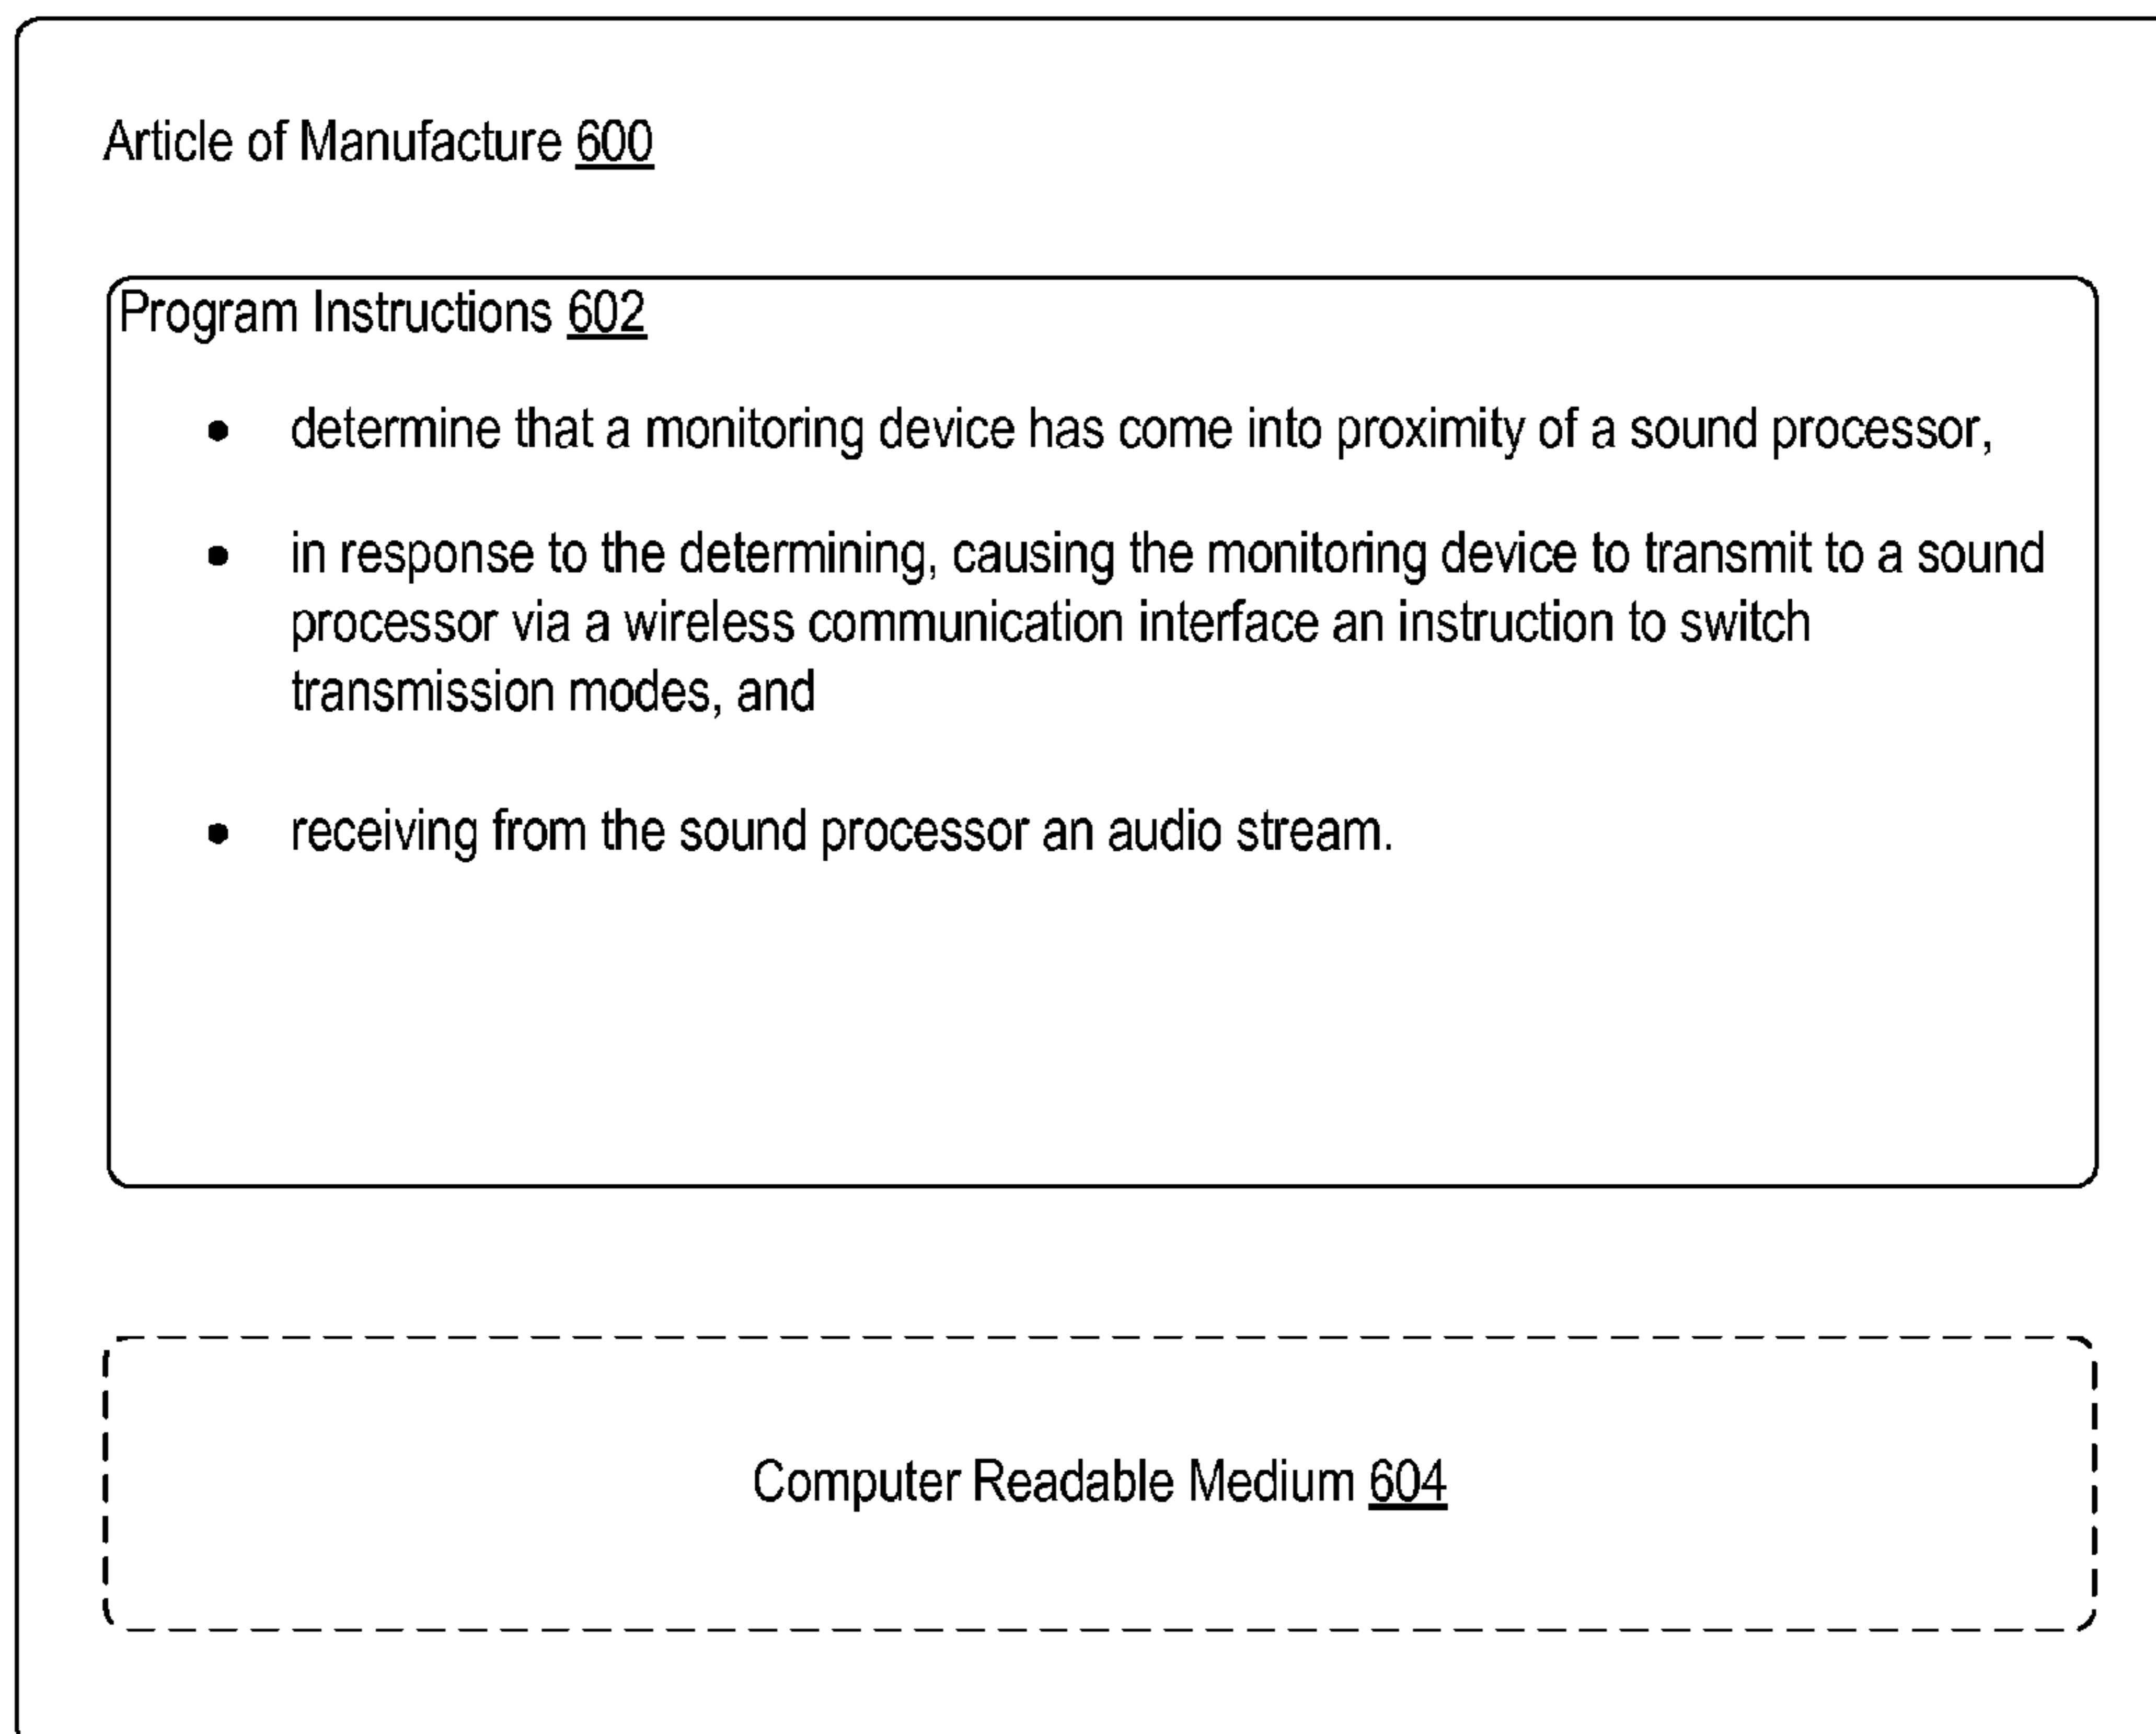 Article of Manufacture 600
Program Instructions 602
• determine that a monitoring device has come into proximity of a sound processor,
• in response to the determining, causing the monitoring device to transmit to a sound
processor via a wireless communication interface an instruction to switch
transmission modes, and
• receiving from the sound processor an audio stream.
Computer Readable Medium 604